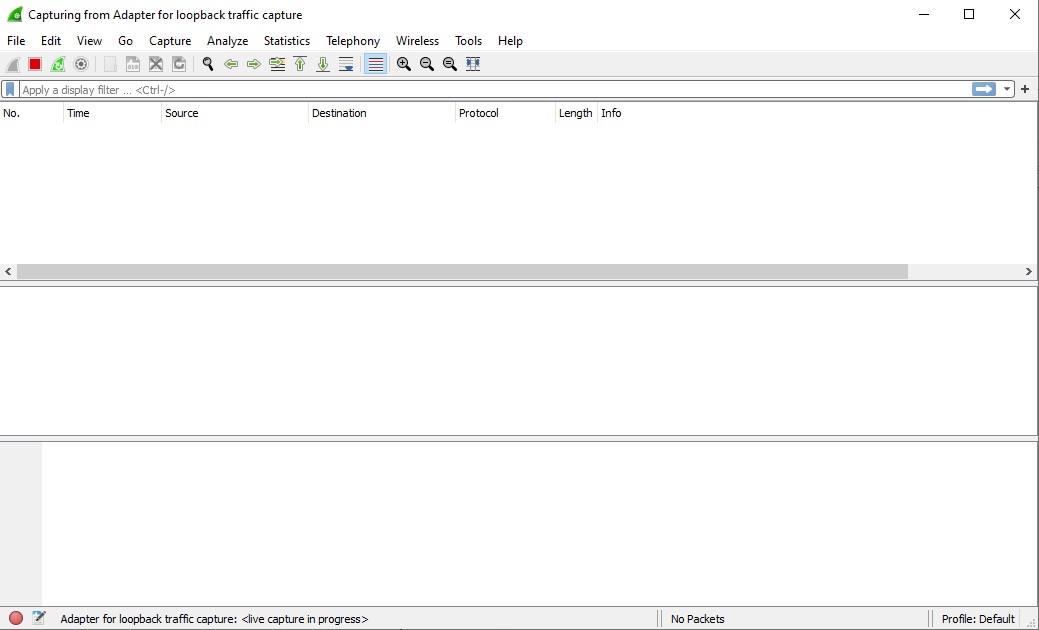 Capturing from Adapter for loopback traffic capture
File Edit View Go Capture Analyze Statistics Telephony Wireless Tools Help
Apply a display filter ... <Ctrl-/>
No. Time Source Destination Protocol Length Info
Adapter for loopback traffic capture: <live capture in progress> No Packets Profile: Default